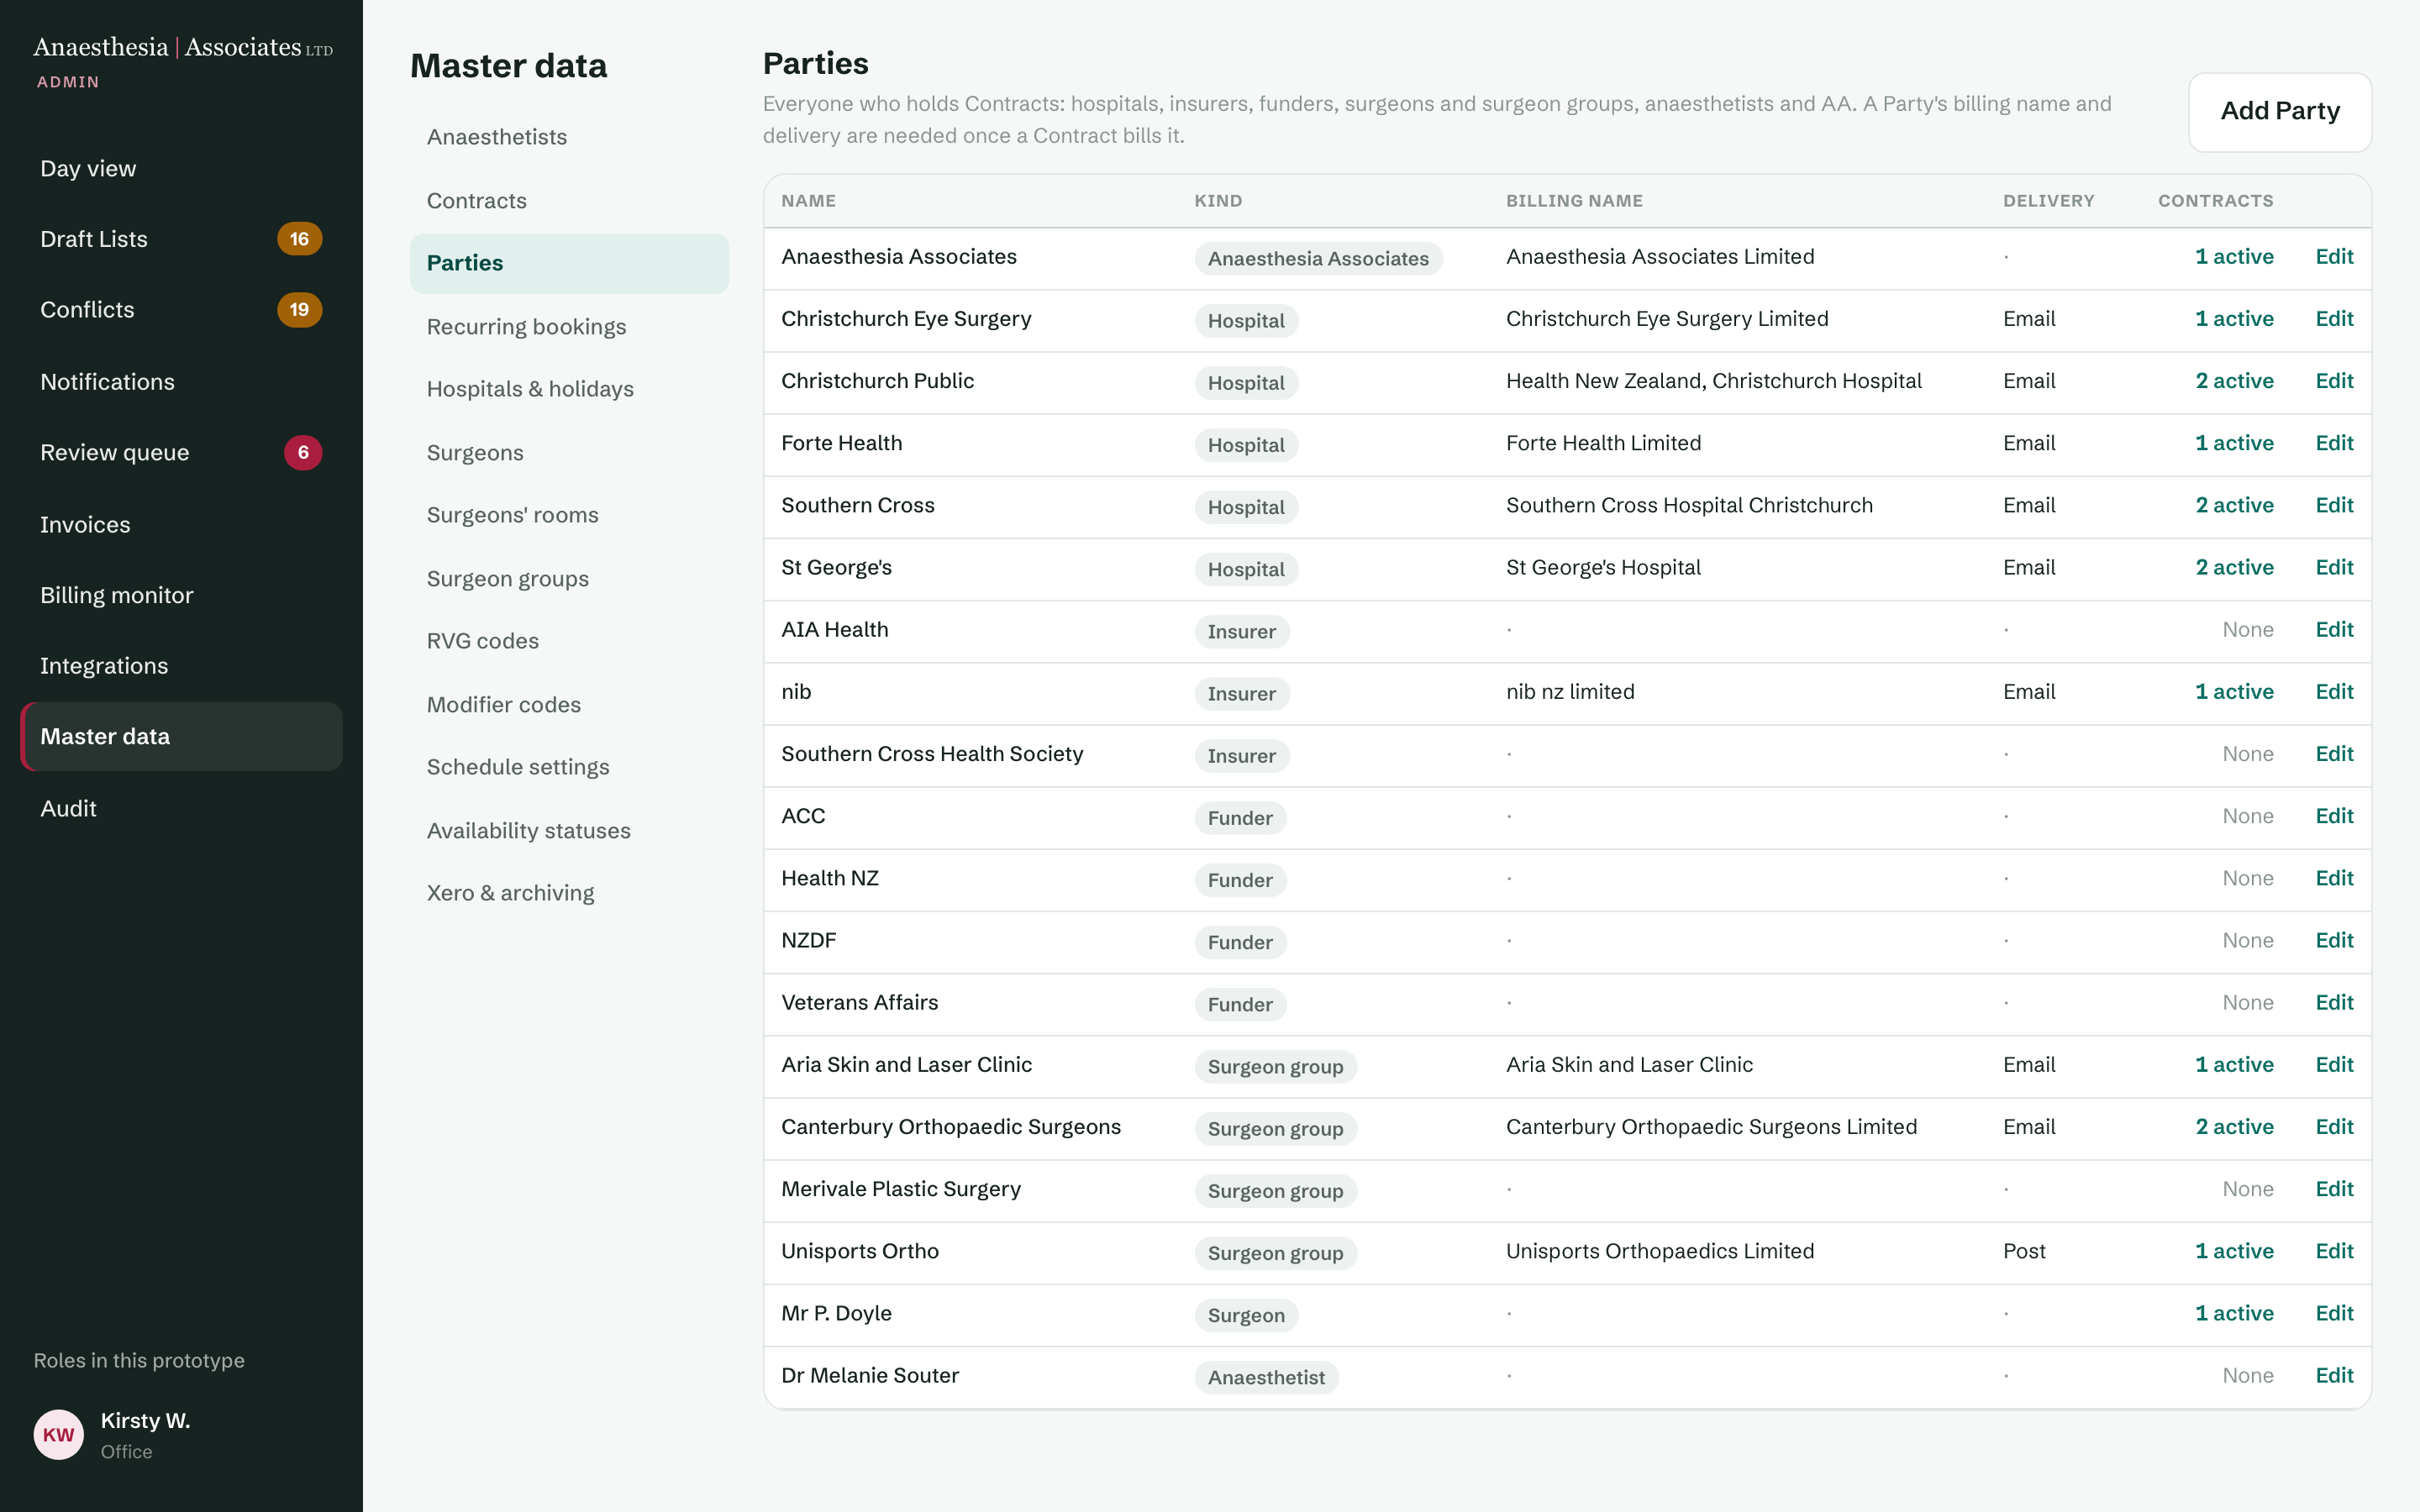 Anaesthesia | Associates LTD
ADMIN
Day view
Draft Lists 16
Conflicts 19
Notifications
Review queue 6
Invoices
Billing monitor
Integrations
Master data
Audit
Roles in this prototype
KW
Kirsty W.
Office
Master data
Anaesthetists
Contracts
Parties
Recurring bookings
Hospitals & holidays
Surgeons
Surgeons' rooms
Surgeon groups
RVG codes
Modifier codes
Schedule settings
Availability statuses
Xero & archiving
Parties
Everyone who holds Contracts: hospitals, insurers, funders, surgeons and surgeon groups, anaesthetists and AA. A Party's billing name and
delivery are needed once a Contract bills it.
Add Party
NAME KIND BILLING NAME DELIVERY CONTRACTS
Anaesthesia Associates Anaesthesia Associates Anaesthesia Associates Limited · 1 active Edit
Christchurch Eye Surgery Hospital Christchurch Eye Surgery Limited Email 1 active Edit
Christchurch Public Hospital Health New Zealand, Christchurch Hospital Email 2 active Edit
Forte Health Hospital Forte Health Limited Email 1 active Edit
Southern Cross Hospital Southern Cross Hospital Christchurch Email 2 active Edit
St George's Hospital St George's Hospital Email 2 active Edit
AIA Health Insurer · · None Edit
nib Insurer nib nz limited Email 1 active Edit
Southern Cross Health Society Insurer · · None Edit
ACC Funder · · None Edit
Health NZ Funder · · None Edit
NZDF Funder · · None Edit
Veterans Affairs Funder · · None Edit
Aria Skin and Laser Clinic Surgeon group Aria Skin and Laser Clinic Email 1 active Edit
Canterbury Orthopaedic Surgeons Surgeon group Canterbury Orthopaedic Surgeons Limited Email 2 active Edit
Merivale Plastic Surgery Surgeon group · · None Edit
Unisports Ortho Surgeon group Unisports Orthopaedics Limited Post 1 active Edit
Mr P. Doyle Surgeon · · 1 active Edit
Dr Melanie Souter Anaesthetist · · None Edit